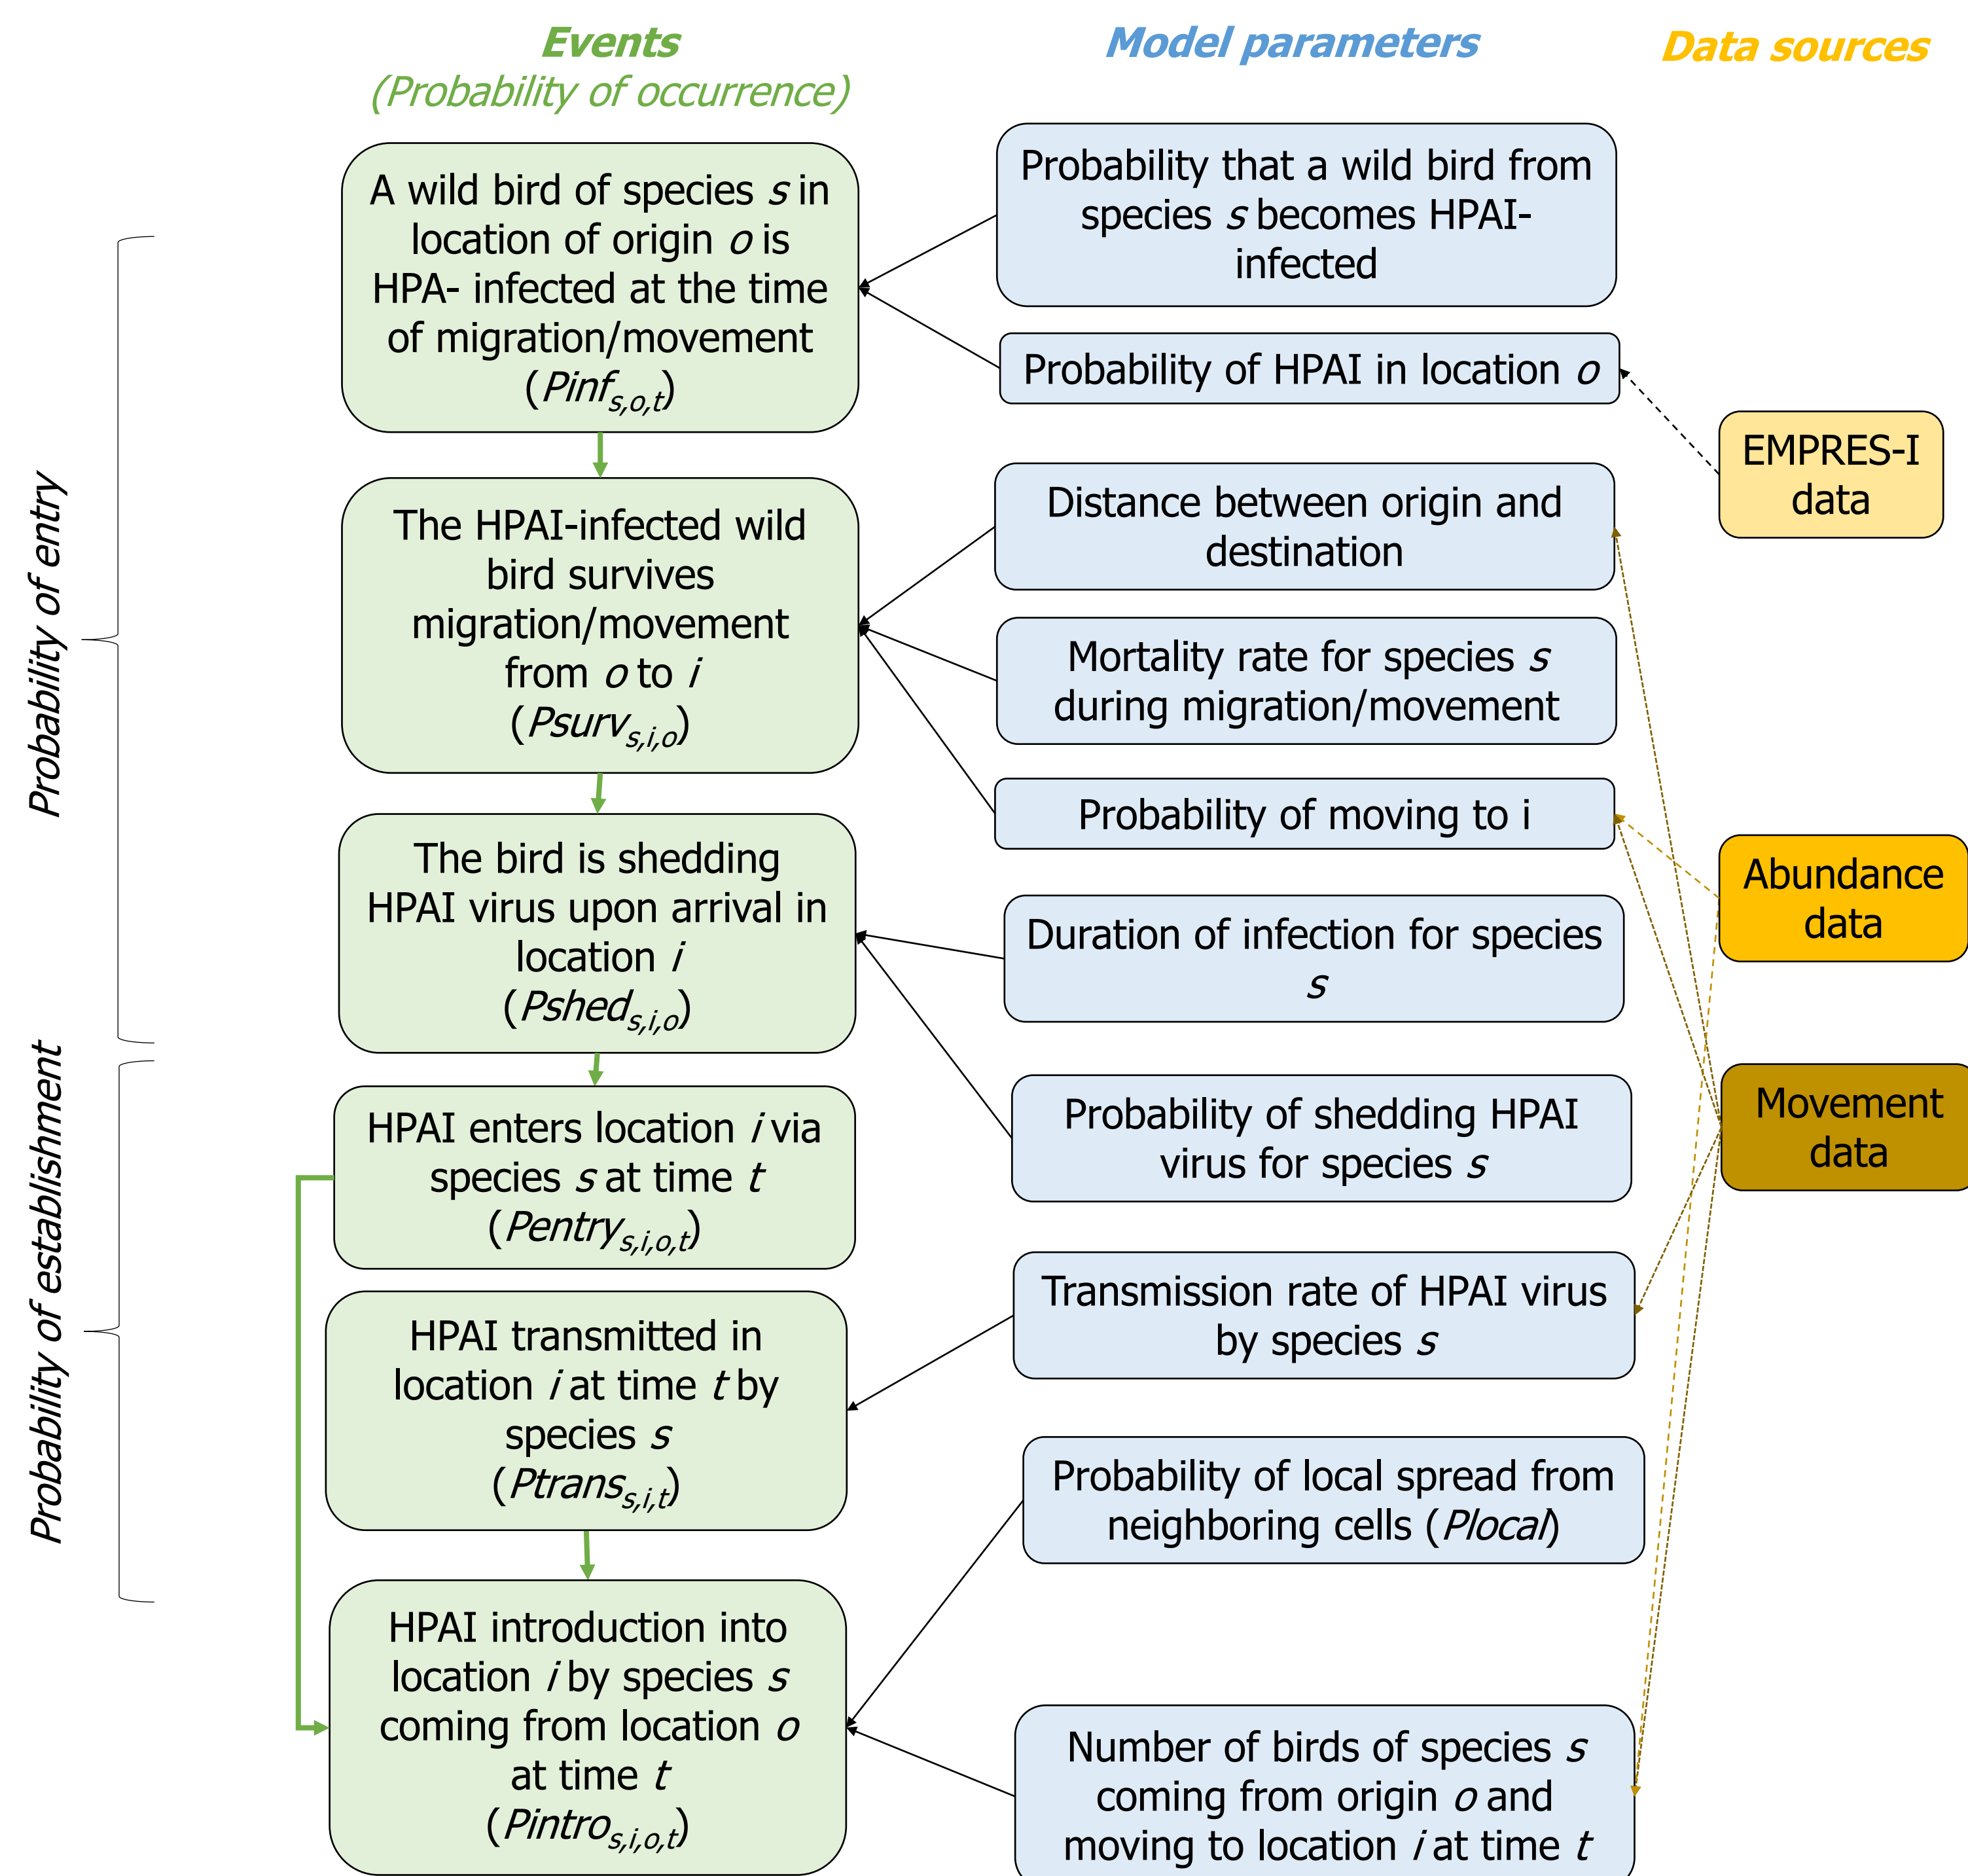 Events
(Probability of occurrence)
Model parameters
Data sources
Probability of entry
Probability of establishment
A wild bird of species s in
location of origin o is
HPA- infected at the time
of migration/movement
(Pinf s,o,t)
The HPAI-infected wild
bird survives
migration/movement
from o to i
(Psurv s,i,o)
The bird is shedding
HPAI virus upon arrival in
location i
(Pshed s,i,o)
HPAI enters location i via
species s at time t
(Pentry s,i,o,t)
HPAI transmitted in
location i at time t by
species s
(Ptrans s,i,t)
HPAI introduction into
location i by species s
coming from location o
at time t
(Pintro s,i,o,t)
Probability that a wild bird from
species s becomes HPAI-
infected
Probability of HPAI in location o
Distance between origin and
destination
Mortality rate for species s
during migration/movement
Probability of moving to i
Duration of infection for species
s
Probability of shedding HPAI
virus for species s
Transmission rate of HPAI virus
by species s
Probability of local spread from
neighboring cells (Plocal)
Number of birds of species s
coming from origin o and
moving to location i at time t
EMPRES-I
data
Abundance
data
Movement
data